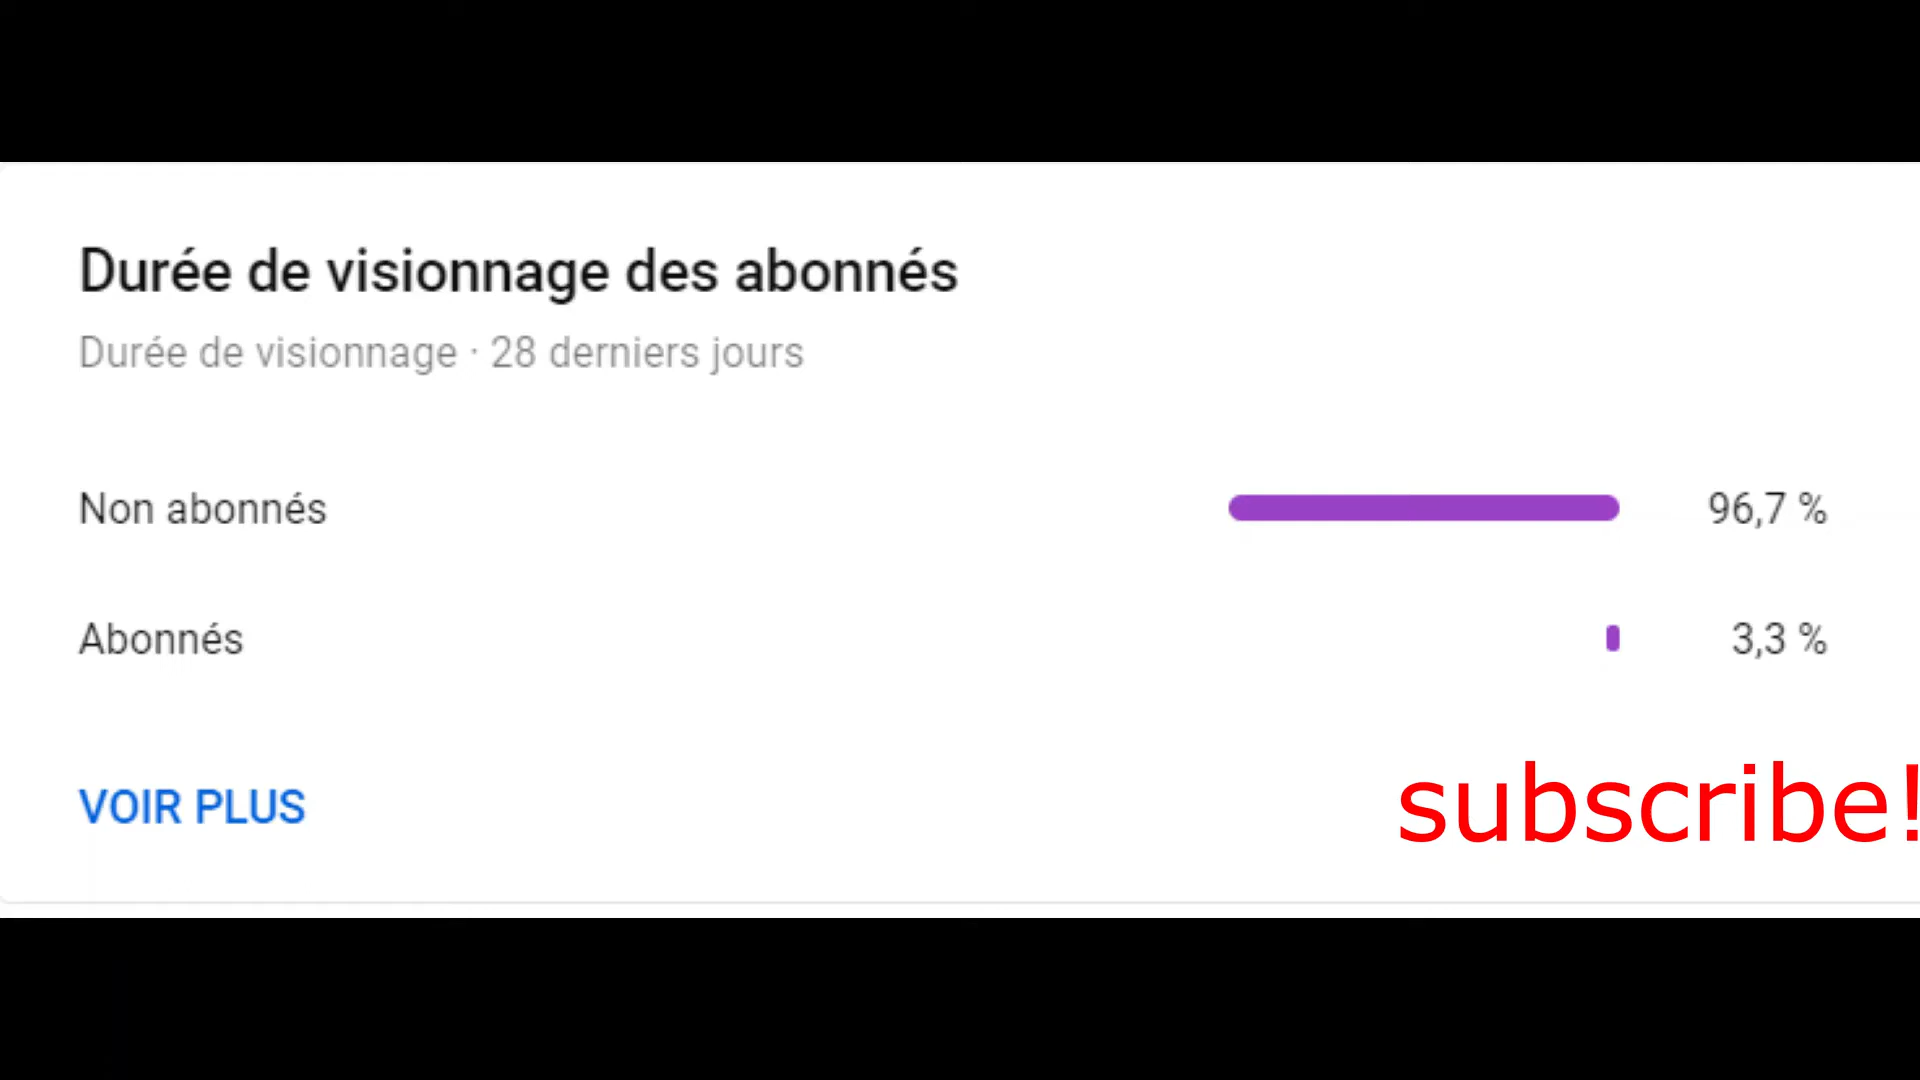 Durée de visionnage des abonnés
Durée de visionnage · 28 derniers jours
Non abonnés 96,7 %
Abonnés 3,3 %
VOIR PLUS
subscribe!